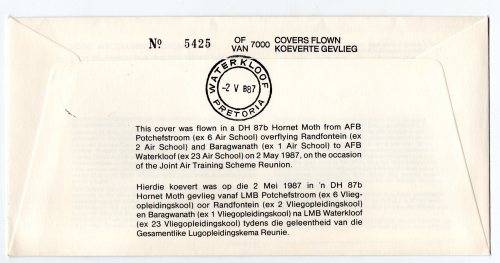 Nº 5425 OF 7000 COVERS FLOWN
VAN KOEVERTE GEVLIEG
WATERKLOOF
-2 V 887
PRETORIA
This cover was flown in a DH 87b Hornet Moth from AFB
Potchefstroom (ex 6 Air School) overflying Randfontein (ex
2 Air School) and Baragwanath (ex 1 Air School) to AFB
Waterkloof (ex 23 Air School) on 2 May 1987, on the occasion
of the Joint Air Training Scheme Reunion.
Hierdie koevert was op die 2 Mei 1987 in 'n DH 87b
Hornet Moth gevlieg vanaf LMB Potchefstroom (ex 6 Vlieg-
opleidingskool) oor Randfontein (ex 2 Vliegopleidingskool)
en Baragwanath (ex 1 Vliegopleidingskool) na LMB Waterkloof
(ex 23 Vliegopleidingskool) tydens die geleentheid van die
Gesamentlike Lugopleidingskema Reunie.